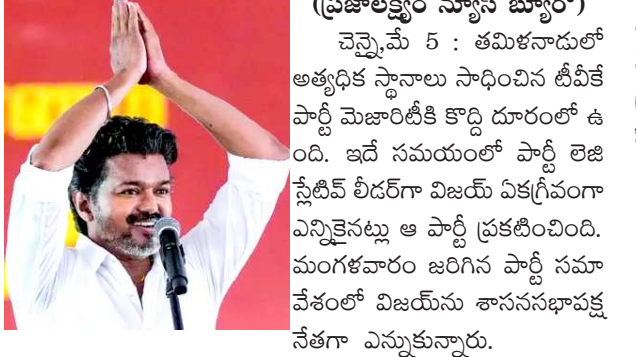 (ప్రజాలక్ష్యం న్యూస్ బ్యూరో)
చెన్నై,మే 5 : తమిళనాడులో
అత్యధిక స్థానాలు సాధించిన టీవీకే
పార్టీ మెజారిటీకి కొద్ది దూరంలో ఉ
ంది. ఇదే సమయంలో పార్టీ లెజి
స్లేటివ్ లీడర్‌గా విజయ్ ఏకగ్రీవంగా
ఎన్నికైనట్లు ఆ పార్టీ ప్రకటించింది.
మంగళవారం జరిగిన పార్టీ సమా
వేశంలో విజయ్‌ను శాసనసభాపక్ష
నేతగా ఎన్నుకున్నారు.